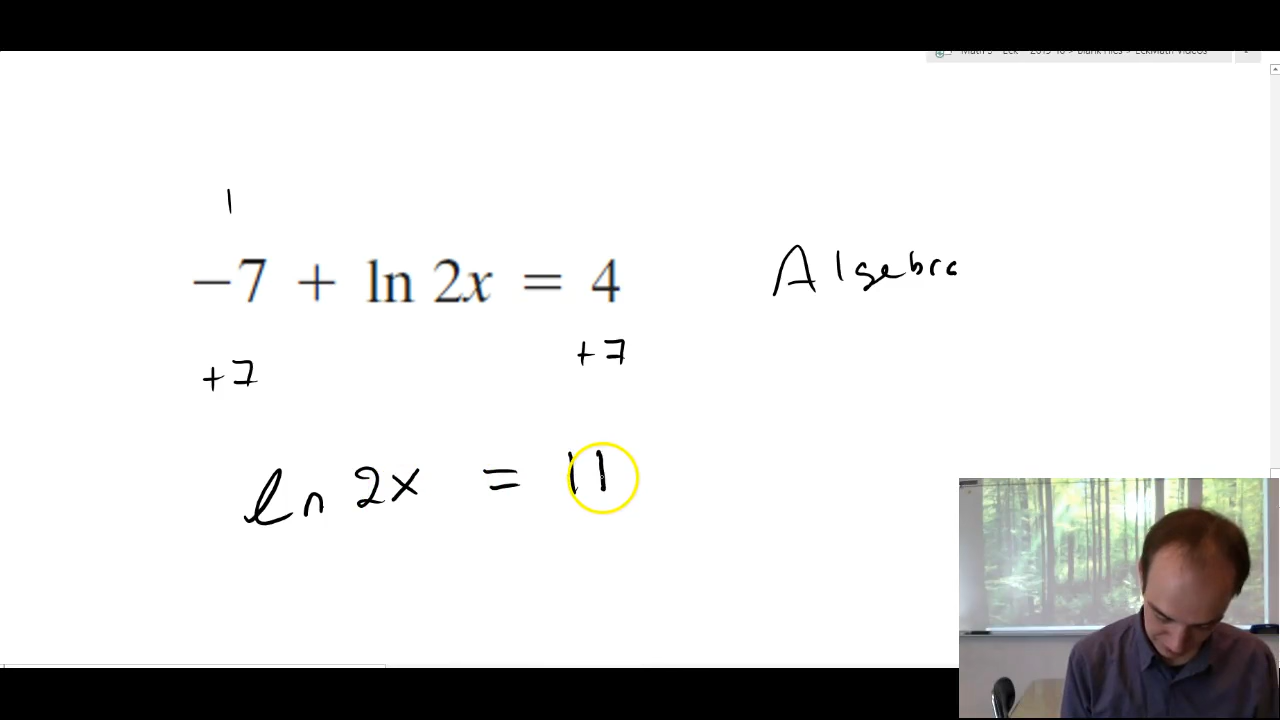 1
−7 + ln 2x = 4
Algebra
+7
+7
ln 2x = 11